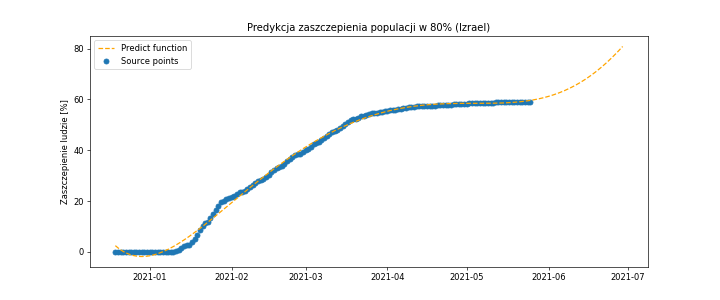 Predykcja zaszczepienia populacji w 80% (Izrael)
Predict function
Source points
Zaszczepienie ludzie [%]
80
60
40
20
0
2021-01 2021-02 2021-03 2021-04 2021-05 2021-06 2021-07